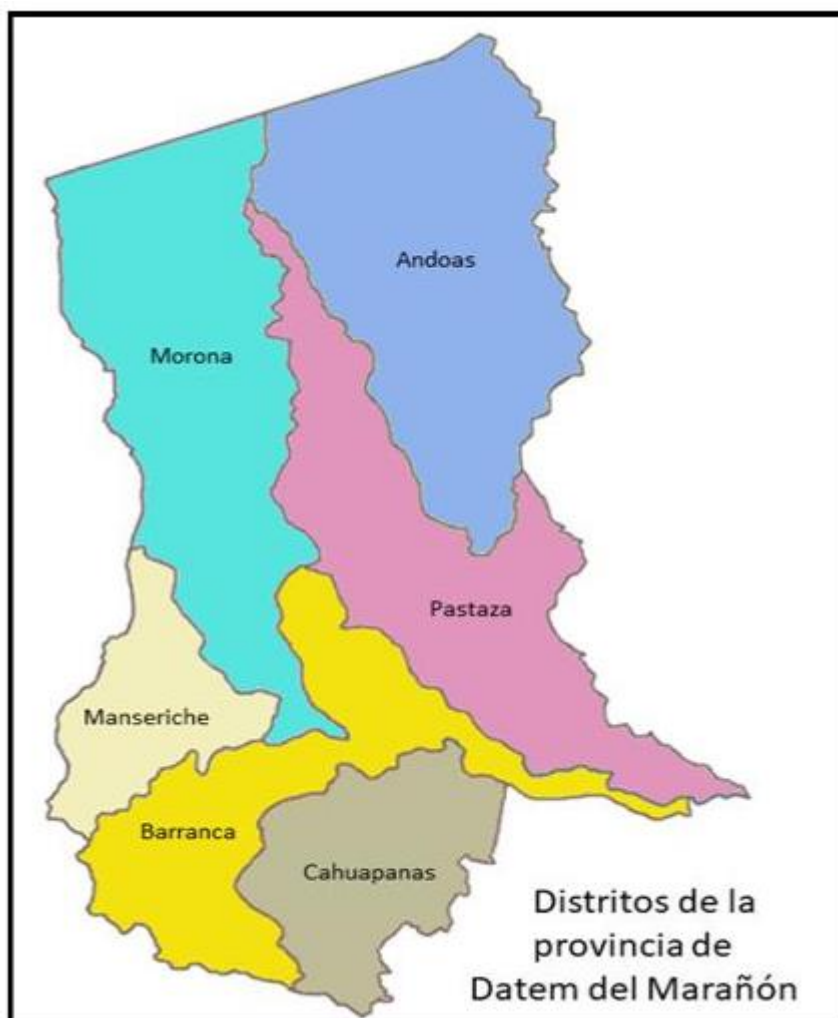 Andoas
Morona
Pastaza
Manseriche
Barranca
Cahuapanas
Distritos de la
provincia de
Datem del Marañón